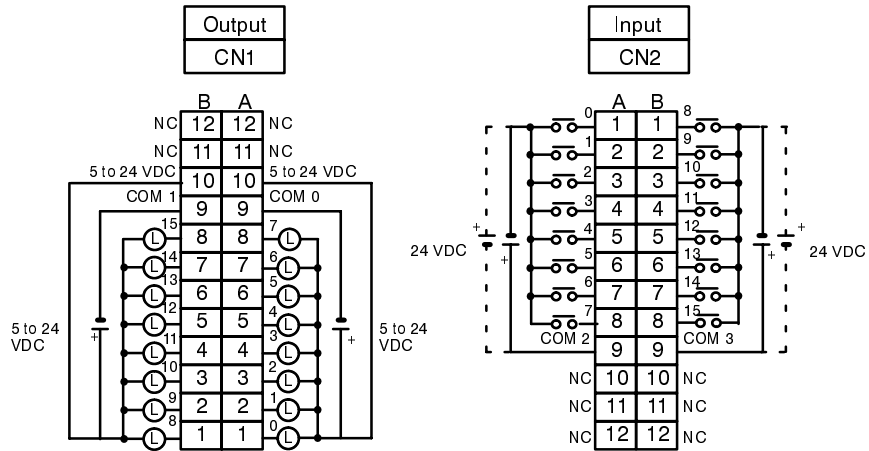 Output
CN1
B A
NC 12 12 NC
NC 11 11 NC
5 to 24 VDC 10 10 5 to 24 VDC
COM 1 9 9 COM 0
15 L 8 8 7 L
14 L 7 7 6 L
13 L 6 6 5 L
12 L 5 5 4 L
11 L 4 4 3 L
10 L 3 3 2 L
9 L 2 2 1 L
8 L 1 1 0 L
5 to 24
VDC
+
5 to 24
VDC
+
Input
CN2
A B
0 1 1 8
1 2 2 9
2 3 3 10
3 4 4 11
4 5 5 12
5 6 6 13
6 7 7 14
7 8 8 15
COM 2 9 9 COM 3
NC 10 10 NC
NC 11 11 NC
NC 12 12 NC
+
24 VDC
+
+
24 VDC
+